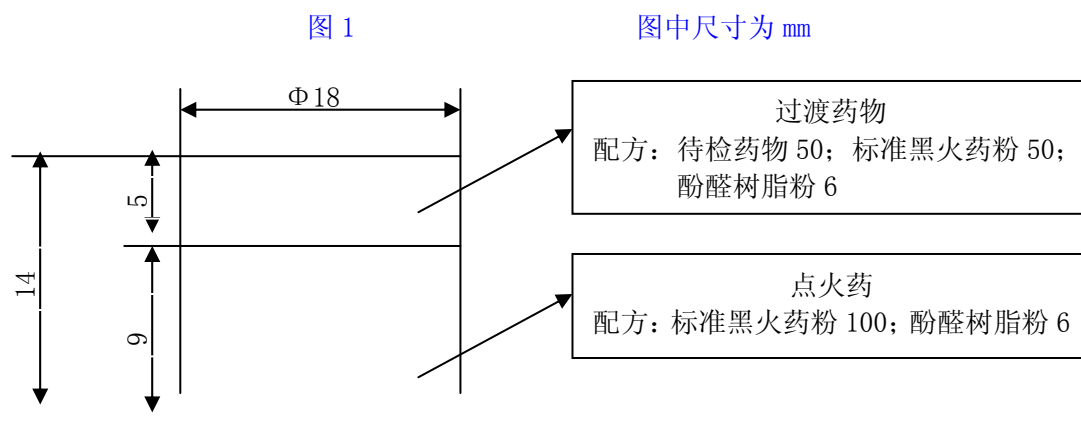 图 1
图中尺寸为 mm
Φ18
过渡药物
配方：待检药物 50；标准黑火药粉 50；
酚醛树脂粉 6
5
14
9
点火药
配方：标准黑火药粉 100；酚醛树脂粉 6